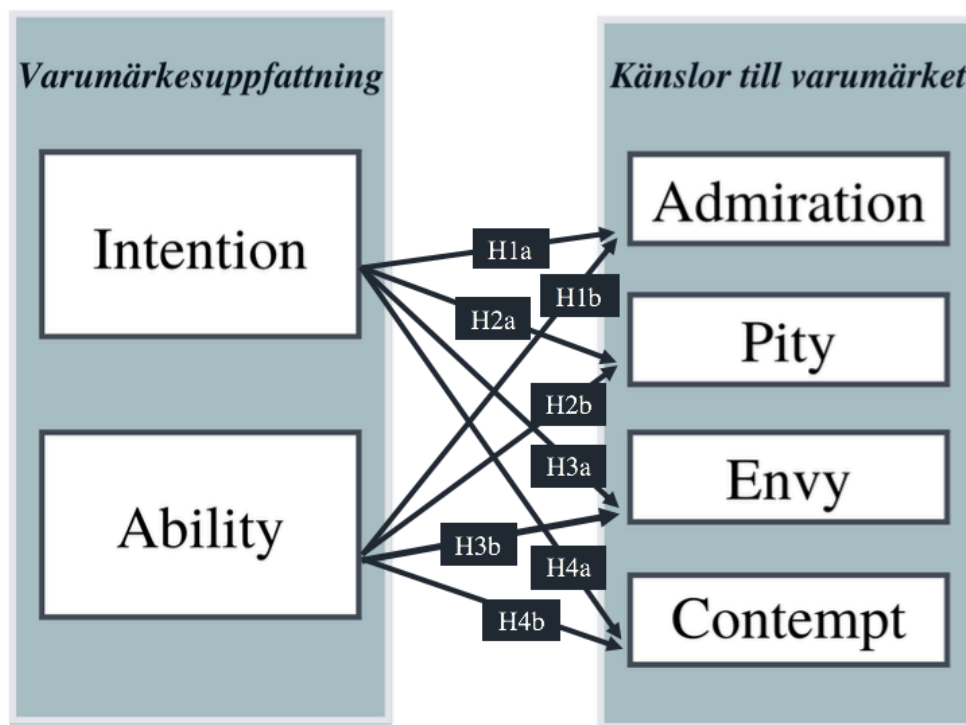 Varumärkesuppfattning
Intention
Ability
H1a
H1b
H2a
H2b
H3a
H3b
H4a
H4b
Känslor till varumärket
Admiration
Pity
Envy
Contempt